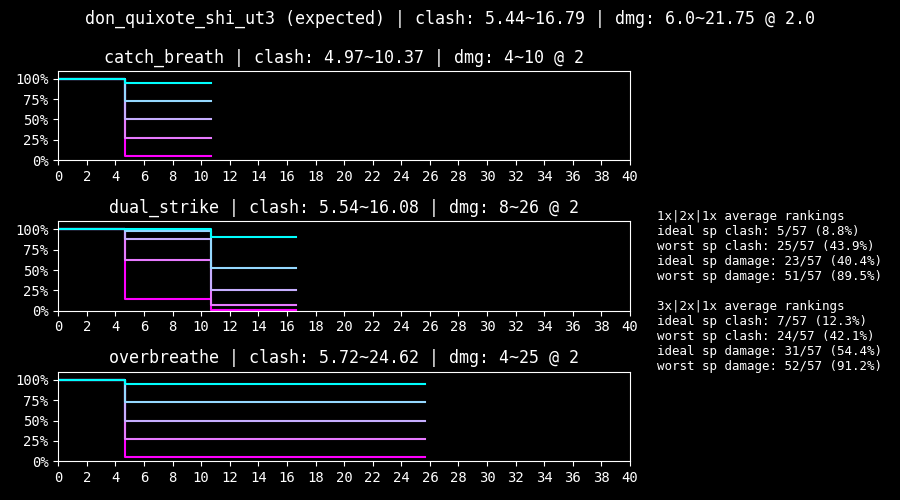 don_quixote_shi_ut3 (expected) | clash: 5.44~16.79 | dmg: 6.0~21.75 @ 2.0
catch_breath | clash: 4.97~10.37 | dmg: 4~10 @ 2
100%
75%
50%
25%
0%
0 2 4 6 8 10 12 14 16 18 20 22 24 26 28 30 32 34 36 38 40
dual_strike | clash: 5.54~16.08 | dmg: 8~26 @ 2
100%
75%
50%
25%
0%
0 2 4 6 8 10 12 14 16 18 20 22 24 26 28 30 32 34 36 38 40
overbreathe | clash: 5.72~24.62 | dmg: 4~25 @ 2
100%
75%
50%
25%
0%
0 2 4 6 8 10 12 14 16 18 20 22 24 26 28 30 32 34 36 38 40
1x|2x|1x average rankings
ideal sp clash: 5/57 (8.8%)
worst sp clash: 25/57 (43.9%)
ideal sp damage: 23/57 (40.4%)
worst sp damage: 51/57 (89.5%)
3x|2x|1x average rankings
ideal sp clash: 7/57 (12.3%)
worst sp clash: 24/57 (42.1%)
ideal sp damage: 31/57 (54.4%)
worst sp damage: 52/57 (91.2%)